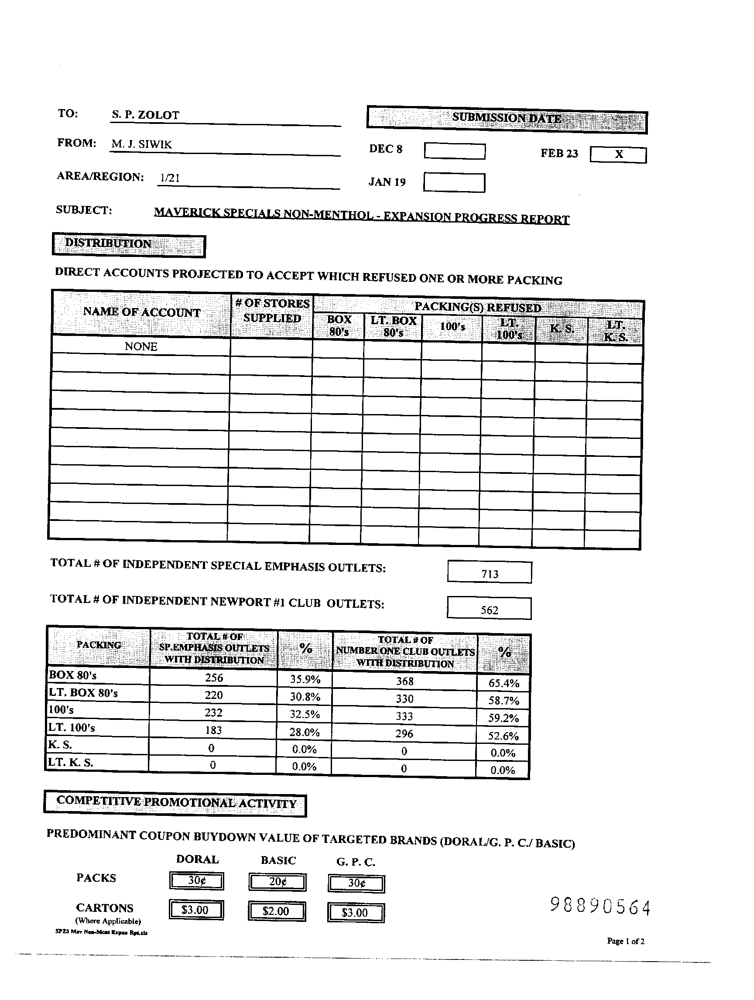 TO: S. P. ZOLOT
SUBMISSION DATE
FROM: M. J. SIWIK
DEC 8
FEB 23 X
AREA/REGION: 1/21
JAN 19
SUBJECT: MAVERICK SPECIALS NON-MENTHOL - EXPANSION PROGRESS REPORT
DISTRIBUTION
DIRECT ACCOUNTS PROJECTED TO ACCEPT WHICH REFUSED ONE OR MORE PACKING
NAME OF ACCOUNT # OF STORES SUPPLIED PACKING(S) REFUSED
BOX 80's LT. BOX 80's 100's LT. 100's K. S. LT. K. S.
NONE
TOTAL # OF INDEPENDENT SPECIAL EMPHASIS OUTLETS: 713
TOTAL # OF INDEPENDENT NEWPORT #1 CLUB OUTLETS: 562
PACKING TOTAL # OF SP.EMPHASIS OUTLETS WITH DISTRIBUTION % TOTAL # OF NUMBER ONE CLUB OUTLETS WITH DISTRIBUTION %
BOX 80's 256 35.9% 368 65.4%
LT. BOX 80's 220 30.8% 330 58.7%
100's 232 32.5% 333 59.2%
LT. 100's 183 28.0% 296 52.6%
K. S. 0 0.0% 0 0.0%
LT. K. S. 0 0.0% 0 0.0%
COMPETITIVE PROMOTIONAL ACTIVITY
PREDOMINANT COUPON BUYDOWN VALUE OF TARGETED BRANDS (DORAL/G. P. C./ BASIC)
DORAL BASIC G. P. C.
PACKS 30¢ 20¢ 30¢
CARTONS $3.00 $2.00 $3.00
(Where Applicable)
98890564
SPZ5 Mav Non-Ment Expan Rpt.xls
Page 1 of 2